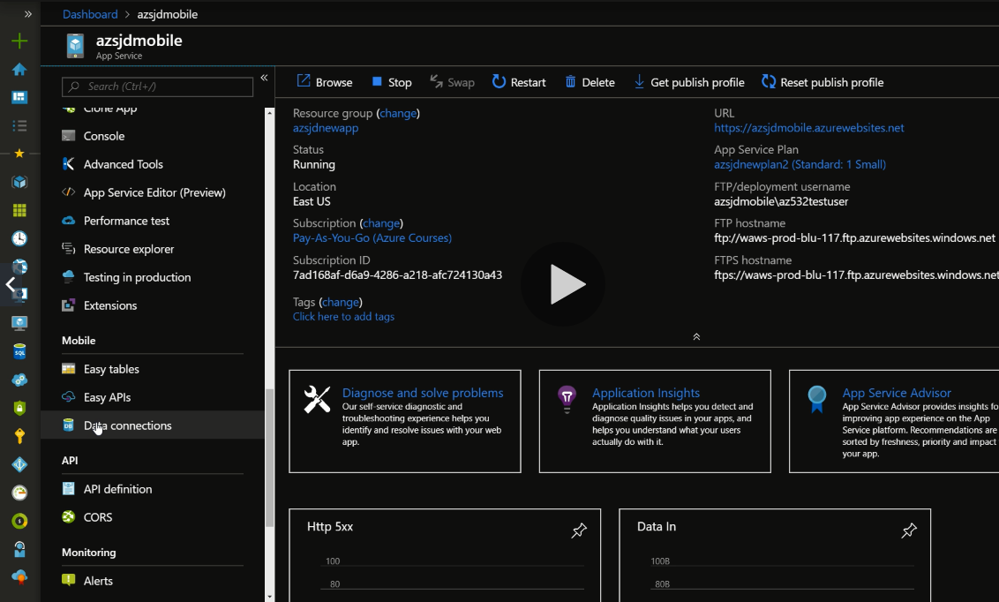 Dashboard > azsjdmobile
azsjdmobile
App Service
Search (Ctrl+/)
Clone App
Console
Advanced Tools
App Service Editor (Preview)
Performance test
Resource explorer
Testing in production
Extensions
Mobile
Easy tables
Easy APIs
Data connections
API
API definition
CORS
Monitoring
Alerts
Browse
Stop
Swap
Restart
Delete
Get publish profile
Reset publish profile
Resource group (change)
azsjdnewapp
Status
Running
Location
East US
Subscription (change)
Pay-As-You-Go (Azure Courses)
Subscription ID
7ad168af-d6a9-4286-a218-afc724130a43
Tags (change)
Click here to add tags
URL
https://azsjdmobile.azurewebsites.net
App Service Plan
azsjdnewplan2 (Standard: 1 Small)
FTP/deployment username
azsjdmobile\az532testuser
FTP hostname
ftp://waws-prod-blu-117.ftp.azurewebsites.windows.net
FTPS hostname
ftps://waws-prod-blu-117.ftp.azurewebsites.windows.net
Diagnose and solve problems
Our self-service diagnostic and
troubleshooting experience helps you
identify and resolve issues with your web
app.
Application Insights
Application Insights helps you detect and
diagnose quality issues in your apps, and
helps you understand what your users
actually do with it.
App Service Advisor
App Service Advisor provides insights fo
improving app experience on the App
Service platform. Recommendations are
sorted by freshness, priority and impact
your app.
Http 5xx
100
80
Data In
100B
80B